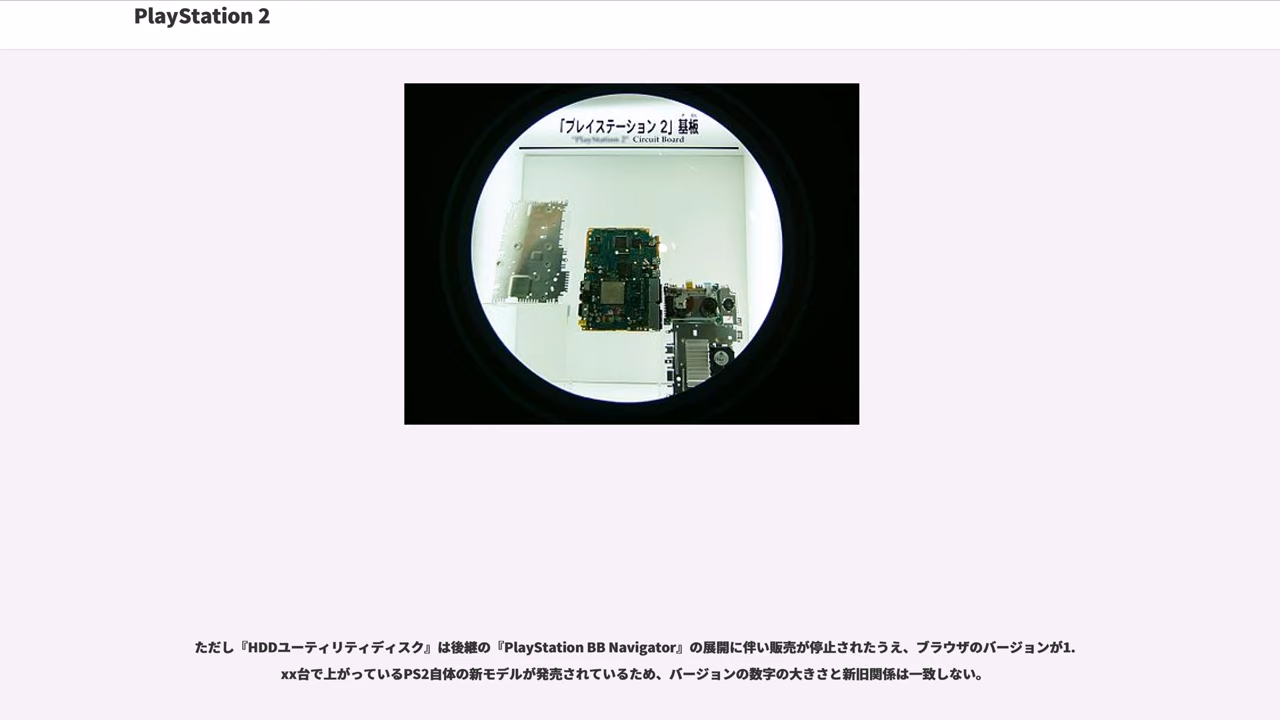 PlayStation 2
「プレイステーション 2」基板
"PlayStation 2" Circuit Board
ただし『HDDユーティリティディスク』は後継の『PlayStation BB Navigator』の展開に伴い販売が停止されたうえ、ブラウザのバージョンが1.
xx台で上がっているPS2自体の新モデルが発売されているため、バージョンの数字の大きさと新旧関係は一致しない。